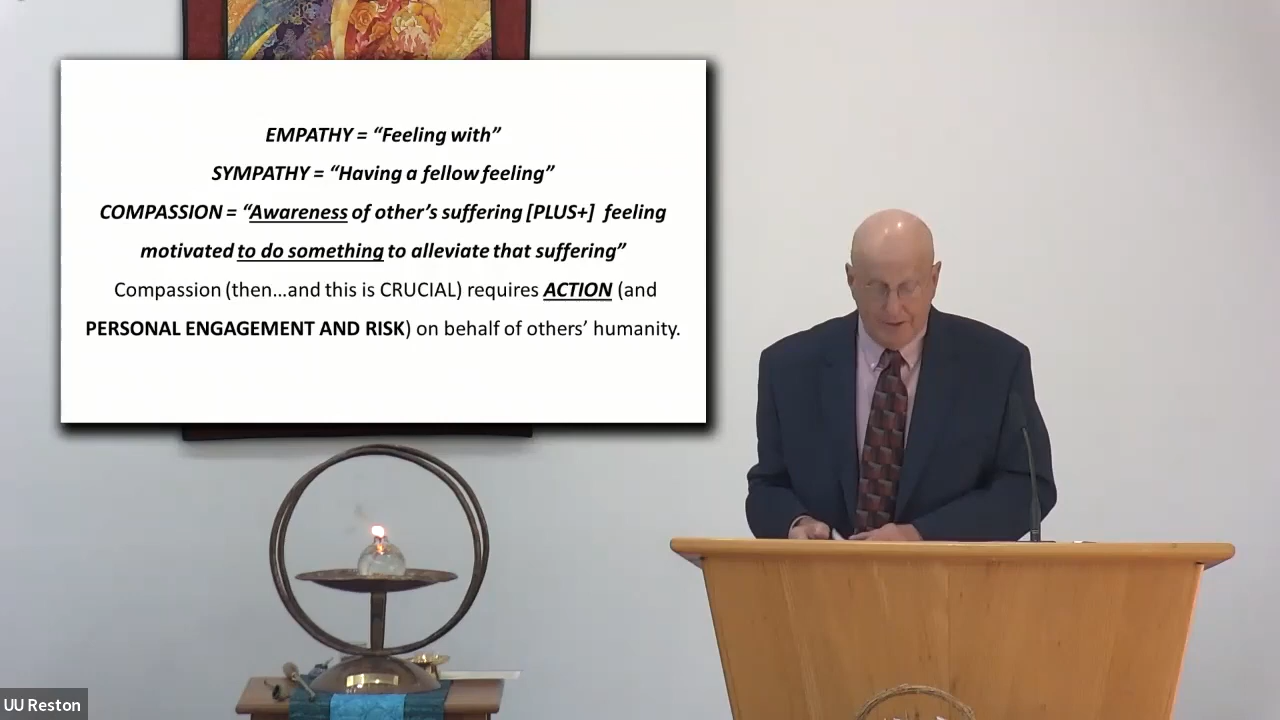 EMPATHY = “Feeling with”
SYMPATHY = “Having a fellow feeling”
COMPASSION = “Awareness of other’s suffering [PLUS+] feeling
motivated to do something to alleviate that suffering”
Compassion (then...and this is CRUCIAL) requires ACTION (and
PERSONAL ENGAGEMENT AND RISK) on behalf of others’ humanity.
UU Reston